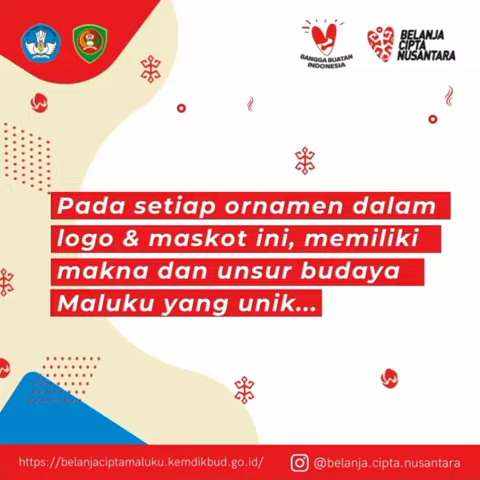 BANGGA BUATAN
INDONESIA
BELANJA
CIPTA
NUSANTARA
Pada setiap ornamen dalam
logo & maskot ini, memiliki
makna dan unsur budaya
Maluku yang unik...
https://belanjaciptamaluku.kemdikbud.go.id/
@belanja.cipta.nusantara